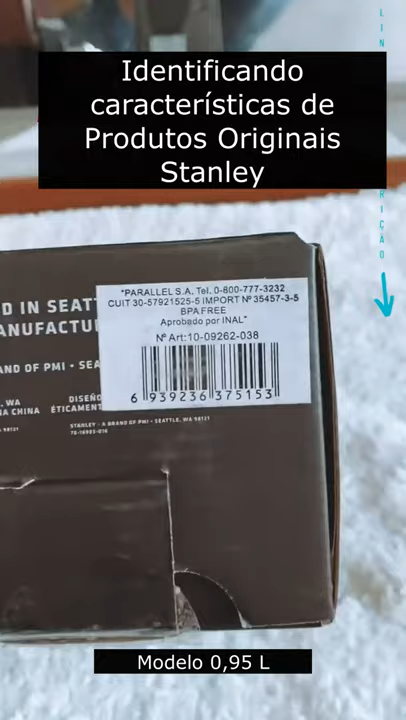 Identificando
características de
Produtos Originais
Stanley
"PARALLEL S.A. Tel. 0-800-777-3232
CUIT 30-57921525-5 IMPORT Nº 35457-3-5
BPA FREE
Aprobado por INAL"
Nº Art:10-09262-038
6 939236 375153
D IN SEATT
ANUFACTU
AND OF PMI • SEA
, WA
NA CHINA
98121
DISEÑO
ÉTICAMENT
STANLEY - A BRAND OF PMI • SEATTLE, WA 98121
Modelo 0,95 L